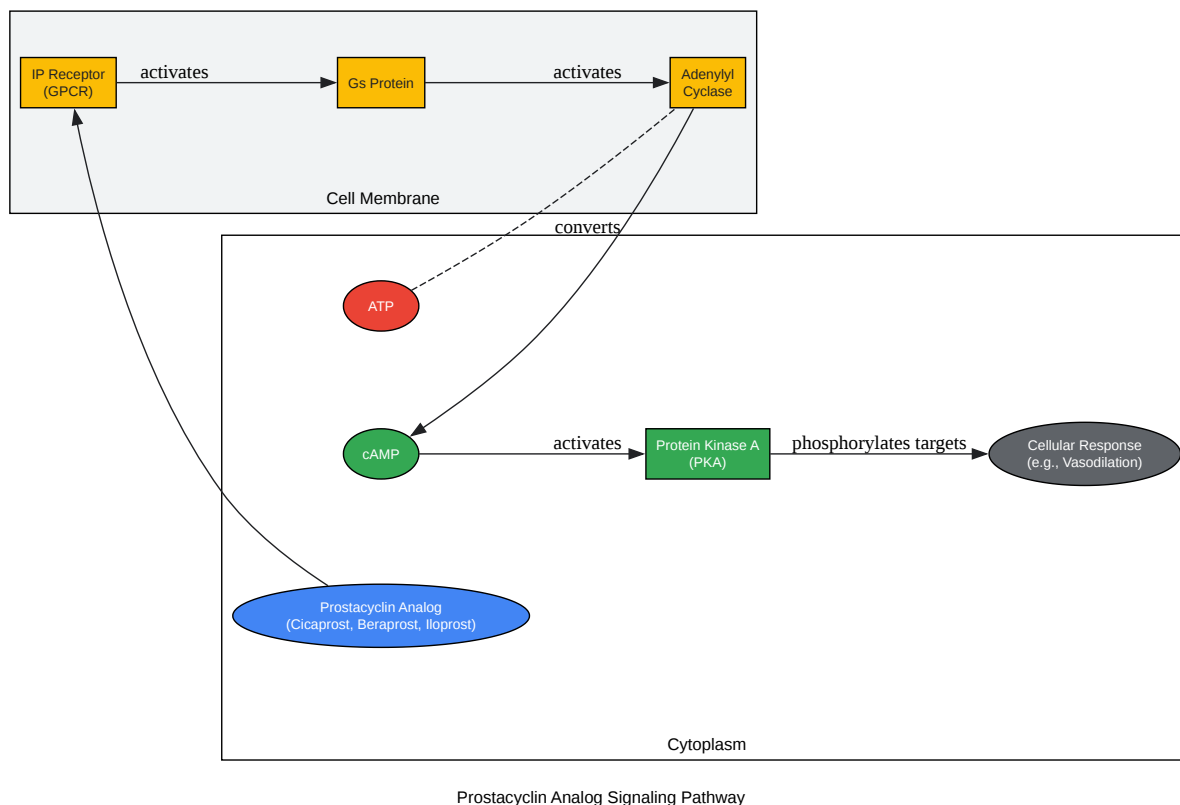 IP Receptor
(GPCR)
activates
Gs Protein
activates
Adenylyl
Cyclase
Cell Membrane
converts
ATP
cAMP
activates
Protein Kinase A
(PKA)
phosphorylates targets
Cellular Response
(e.g., Vasodilation)
Prostacyclin Analog
(Cicaprost, Beraprost, Iloprost)
Cytoplasm
Prostacyclin Analog Signaling Pathway